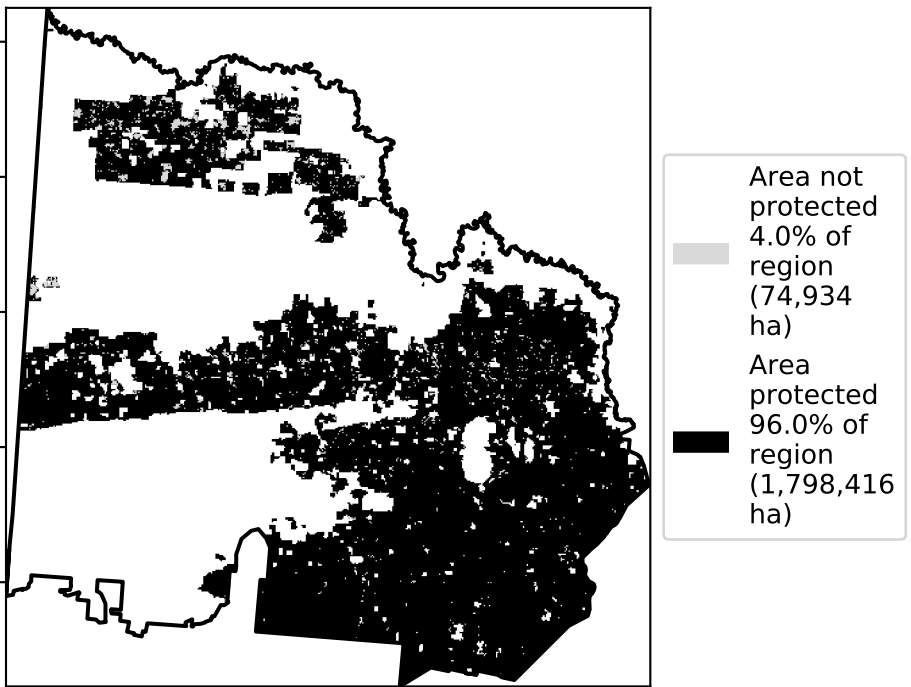 Area not
protected
4.0% of
region
(74,934
ha)
Area
protected
96.0% of
region
(1,798,416
ha)